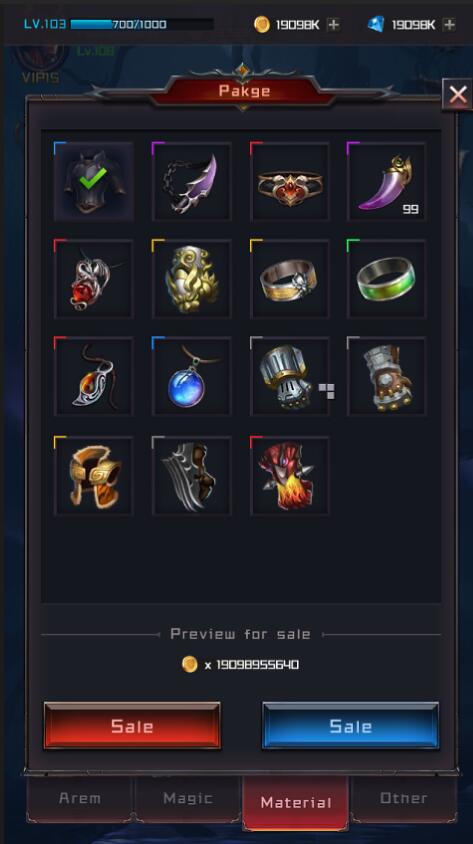 LV.103 700/1000 19098K 19098K
Lv.108
VIP15
Pakge
99
Preview for sale
x 19098955640
Sale Sale
Arem Magic Material Other